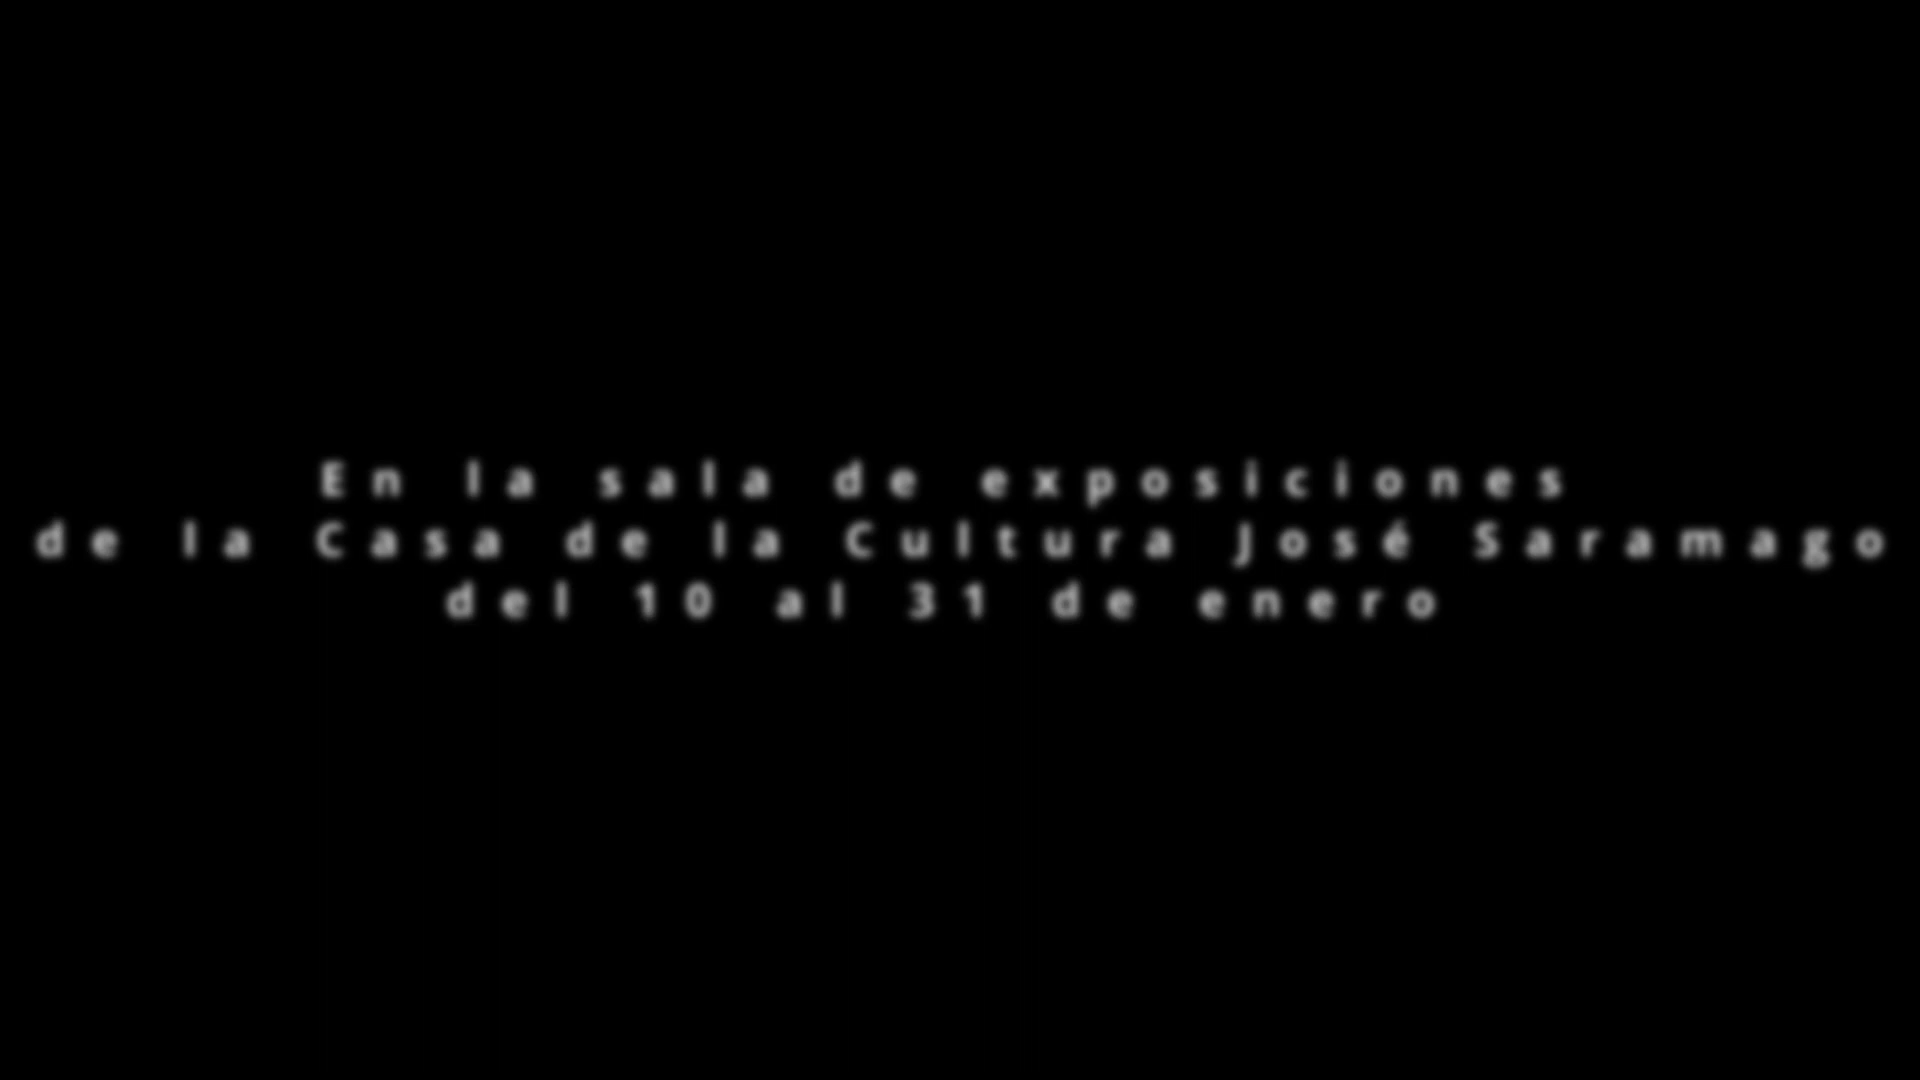 En la sala de exposiciones
de la Casa de la Cultura José Saramago
del 10 al 31 de enero